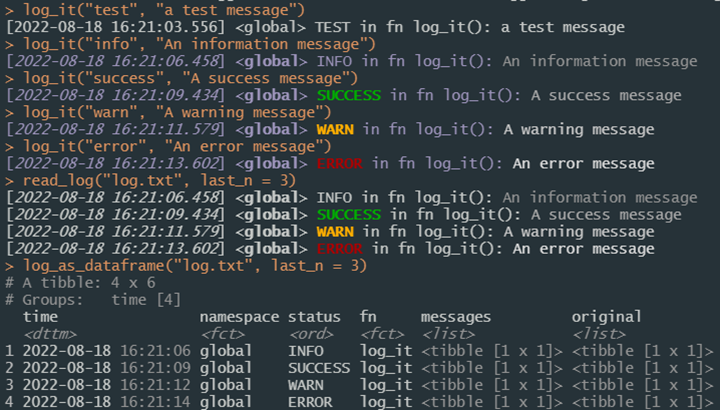 > log_it("test", "a test message")
[2022-08-18 16:21:03.556] <global> TEST in fn log_it(): a test message
> log_it("info", "An information message")
[2022-08-18 16:21:06.458] <global> INFO in fn log_it(): An information message
> log_it("success", "A success message")
[2022-08-18 16:21:09.434] <global> SUCCESS in fn log_it(): A success message
> log_it("warn", "A warning message")
[2022-08-18 16:21:11.579] <global> WARN in fn log_it(): A warning message
> log_it("error", "An error message")
[2022-08-18 16:21:13.602] <global> ERROR in fn log_it(): An error message
> read_log("log.txt", last_n = 3)
[2022-08-18 16:21:06.458] <global> INFO in fn log_it(): An information message
[2022-08-18 16:21:09.434] <global> SUCCESS in fn log_it(): A success message
[2022-08-18 16:21:11.579] <global> WARN in fn log_it(): A warning message
[2022-08-18 16:21:13.602] <global> ERROR in fn log_it(): An error message
> log_as_dataframe("log.txt", last_n = 3)
# A tibble: 4 x 6
# Groups:   time [4]
time namespace status fn messages original
<dttm> <fct> <ord> <fct> <list> <list>
1 2022-08-18 16:21:06 global INFO log_it <tibble [1 x 1]> <tibble [1 x 1]>
2 2022-08-18 16:21:09 global SUCCESS log_it <tibble [1 x 1]> <tibble [1 x 1]>
3 2022-08-18 16:21:12 global WARN log_it <tibble [1 x 1]> <tibble [1 x 1]>
4 2022-08-18 16:21:14 global ERROR log_it <tibble [1 x 1]> <tibble [1 x 1]>